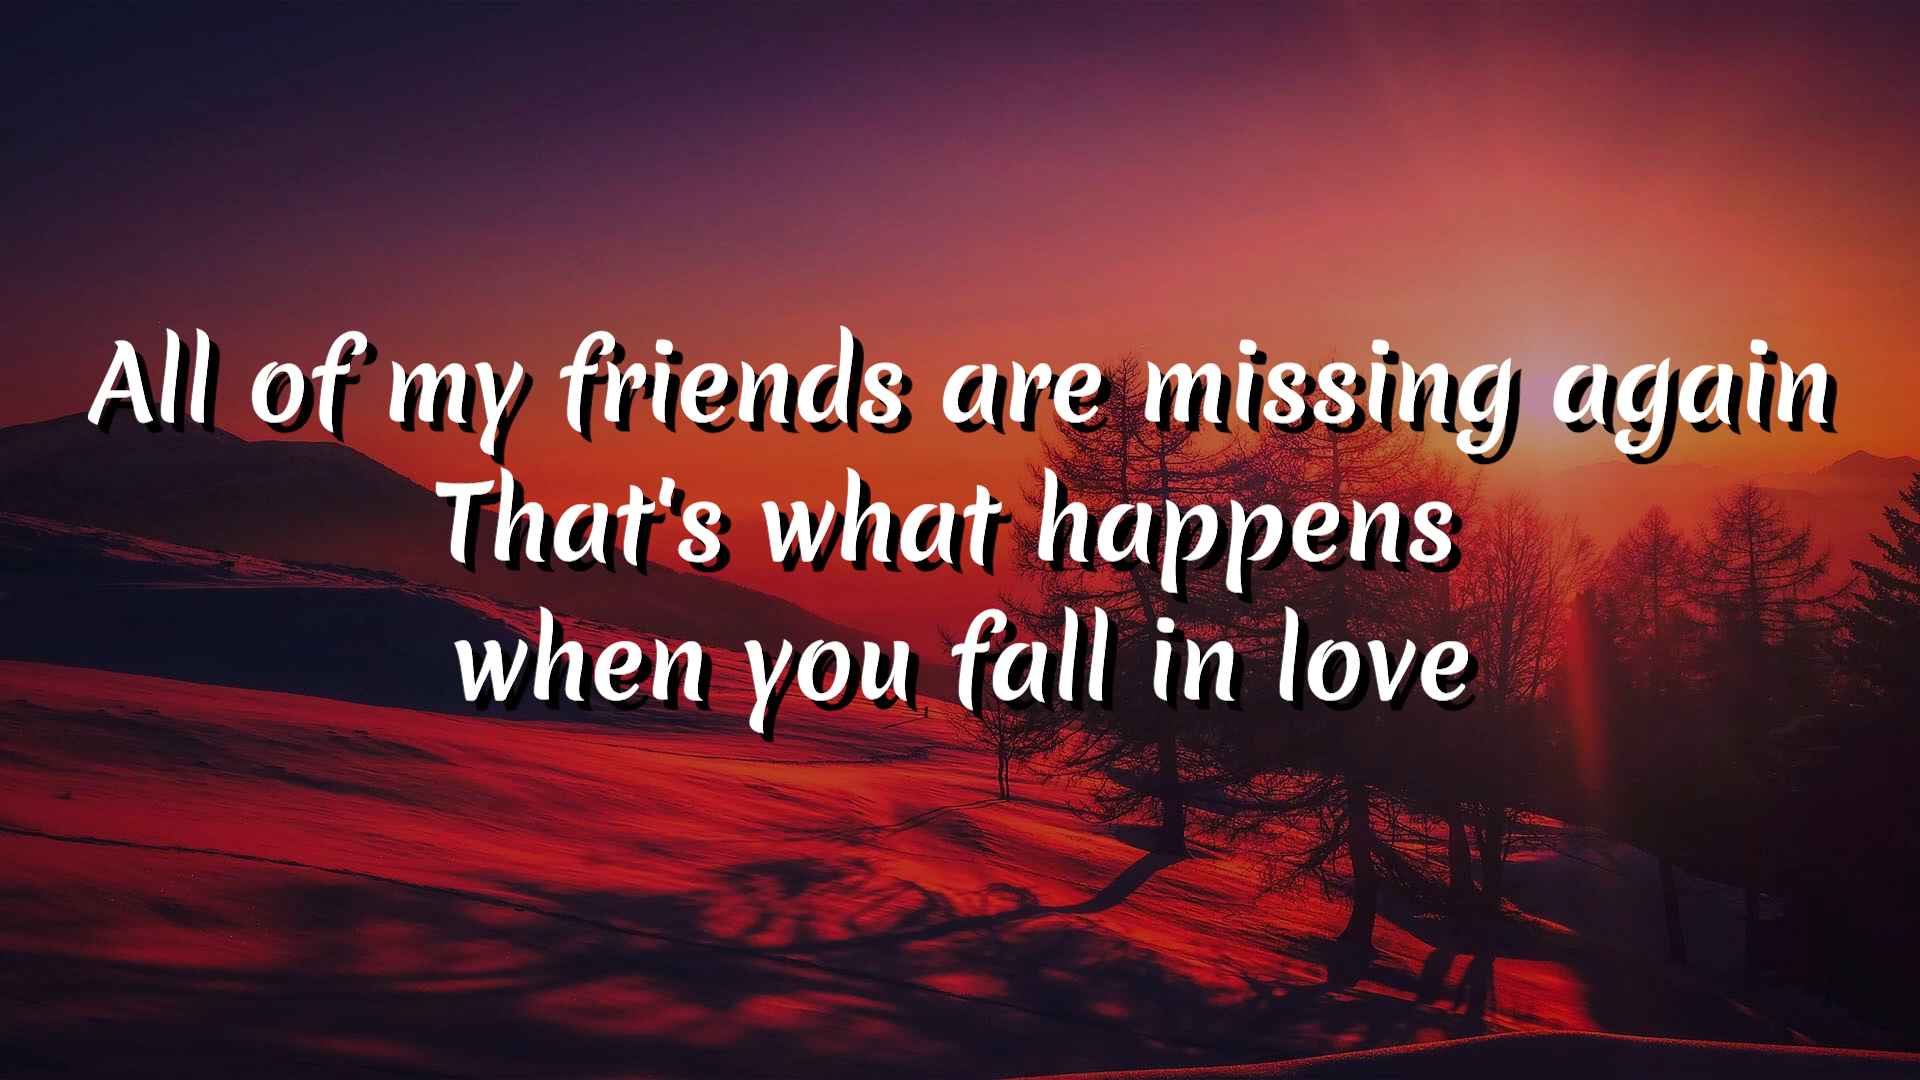 All of my friends are missing again
That's what happens
when you fall in love